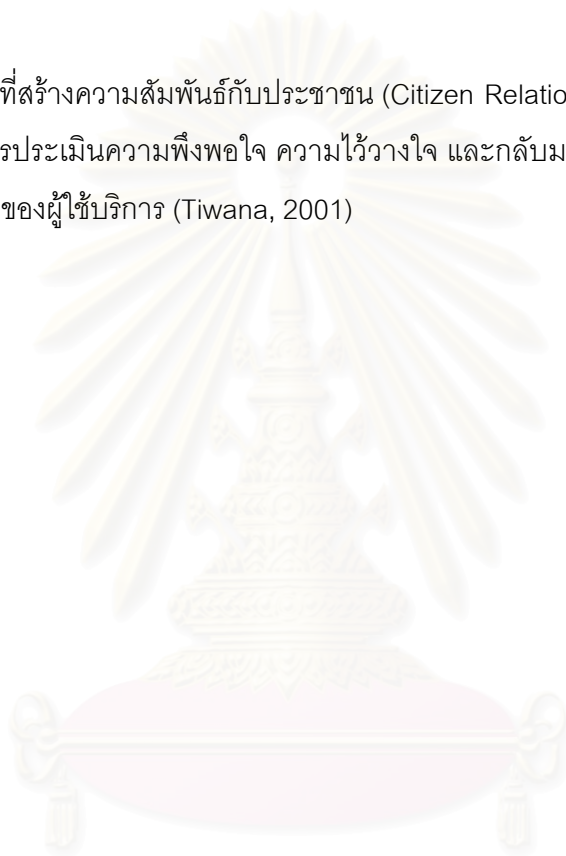 ที่สร้างความสัมพันธ์กับประชาชน (Citizen Relatio
รประเมินความพึงพอใจ ความไว้วางใจ และกลับม
ของผู้ใช้บริการ (Tiwana, 2001)